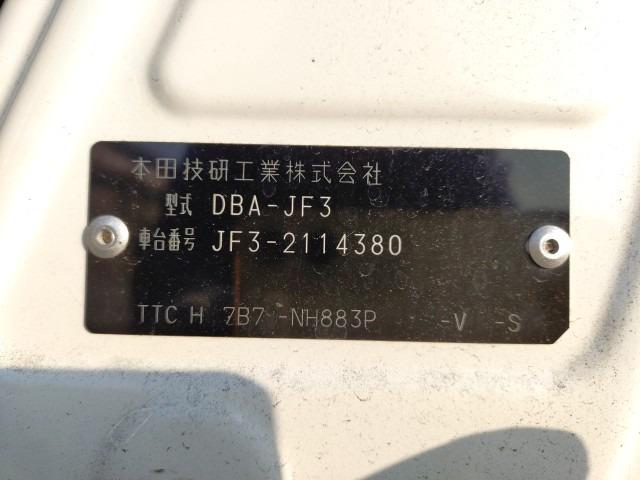 本田技研工業株式会社
型式 DBA-JF3
車台番号 JF3-2114380
TTC H 7B7 -NH883P -V -S